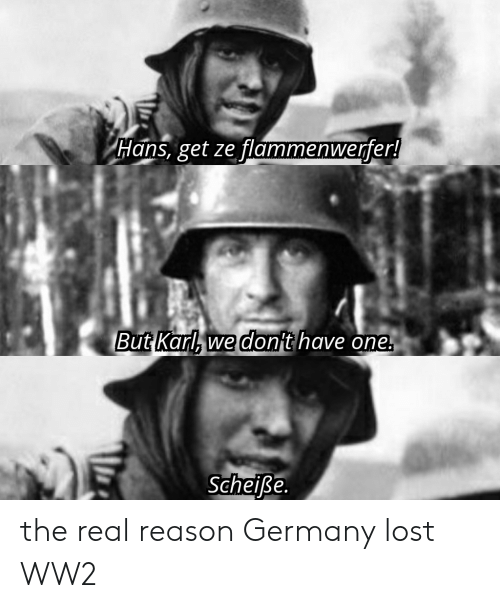 Hans, get ze flammenwerfer!
But Karl, we don't have one.
Scheiße.
the real reason Germany lost
WW2